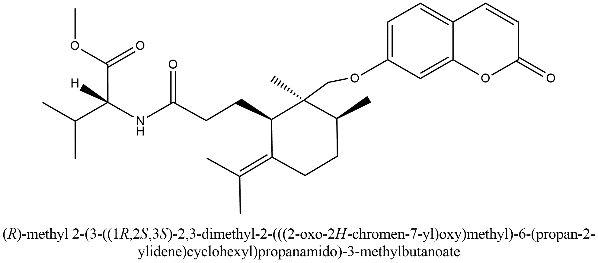 O
O
O
H
N
H
O
O
O
(R)-methyl 2-(3-((1R,2S,3S)-2,3-dimethyl-2-(((2-oxo-2H-chromen-7-yl)oxy)methyl)-6-(propan-2-
ylidene)cyclohexyl)propanamido)-3-methylbutanoate